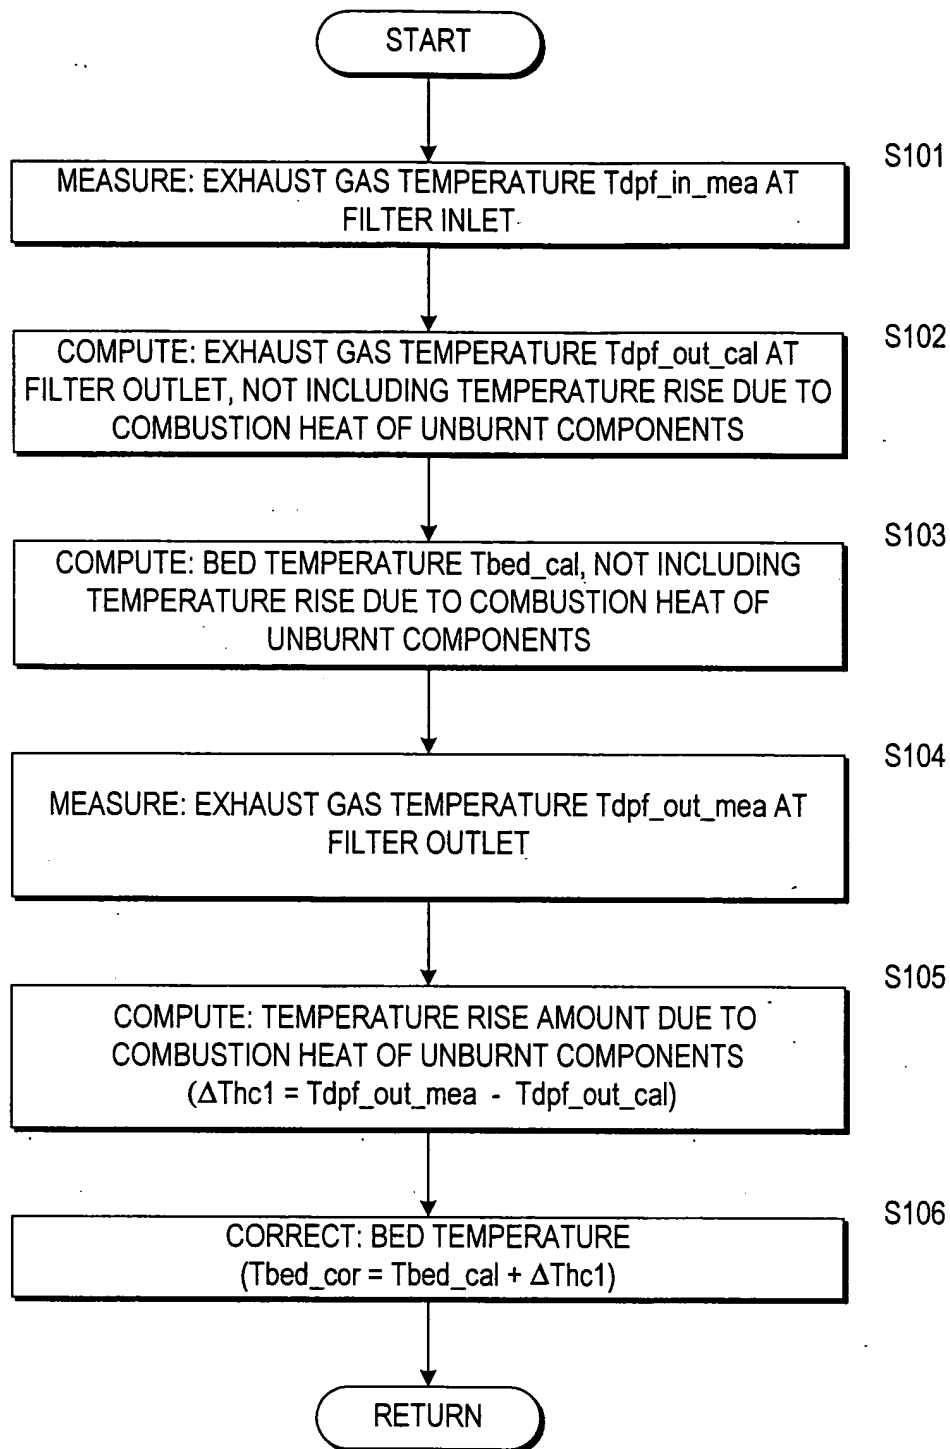 START
S101
MEASURE: EXHAUST GAS TEMPERATURE Tdpf_in_mea AT
FILTER INLET
S102
COMPUTE: EXHAUST GAS TEMPERATURE Tdpf_out_cal AT
FILTER OUTLET, NOT INCLUDING TEMPERATURE RISE DUE TO
COMBUSTION HEAT OF UNBURNT COMPONENTS
S103
COMPUTE: BED TEMPERATURE Tbed_cal, NOT INCLUDING
TEMPERATURE RISE DUE TO COMBUSTION HEAT OF
UNBURNT COMPONENTS
S104
MEASURE: EXHAUST GAS TEMPERATURE Tdpf_out_mea AT
FILTER OUTLET
S105
COMPUTE: TEMPERATURE RISE AMOUNT DUE TO
COMBUSTION HEAT OF UNBURNT COMPONENTS
(ΔThc1 = Tdpf_out_mea - Tdpf_out_cal)
S106
CORRECT: BED TEMPERATURE
(Tbed_cor = Tbed_cal + ΔThc1)
RETURN